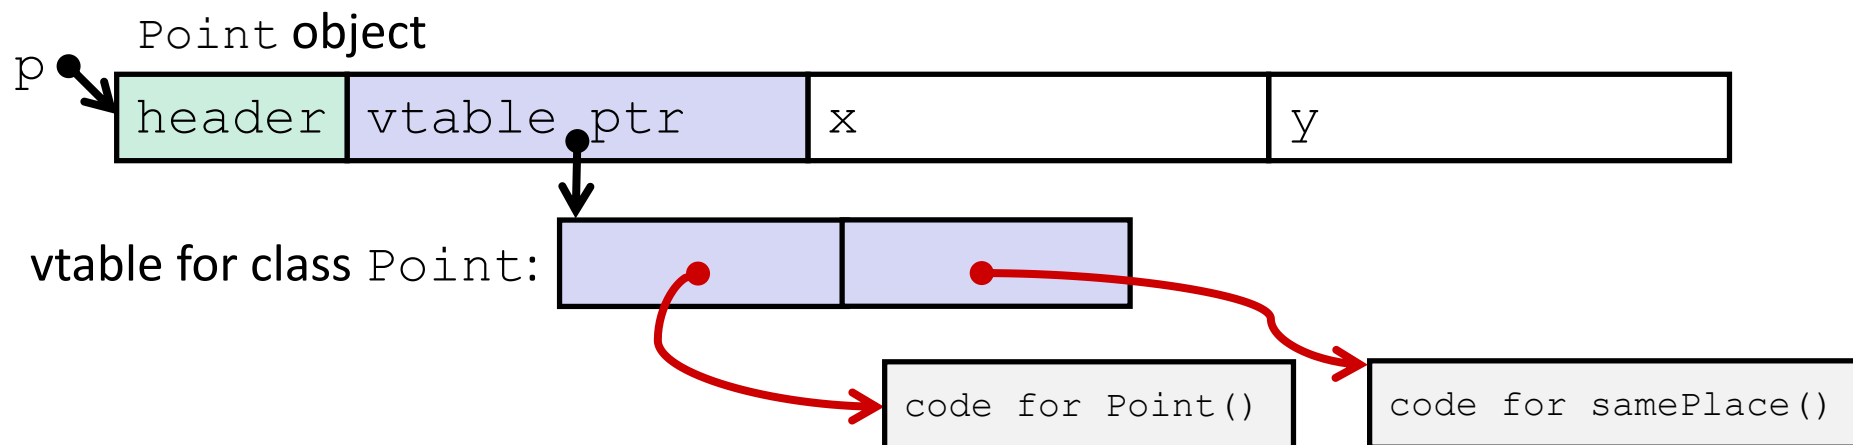 Point object
p
header vtable ptr x y
vtable for class Point:
code for Point() code for samePlace()